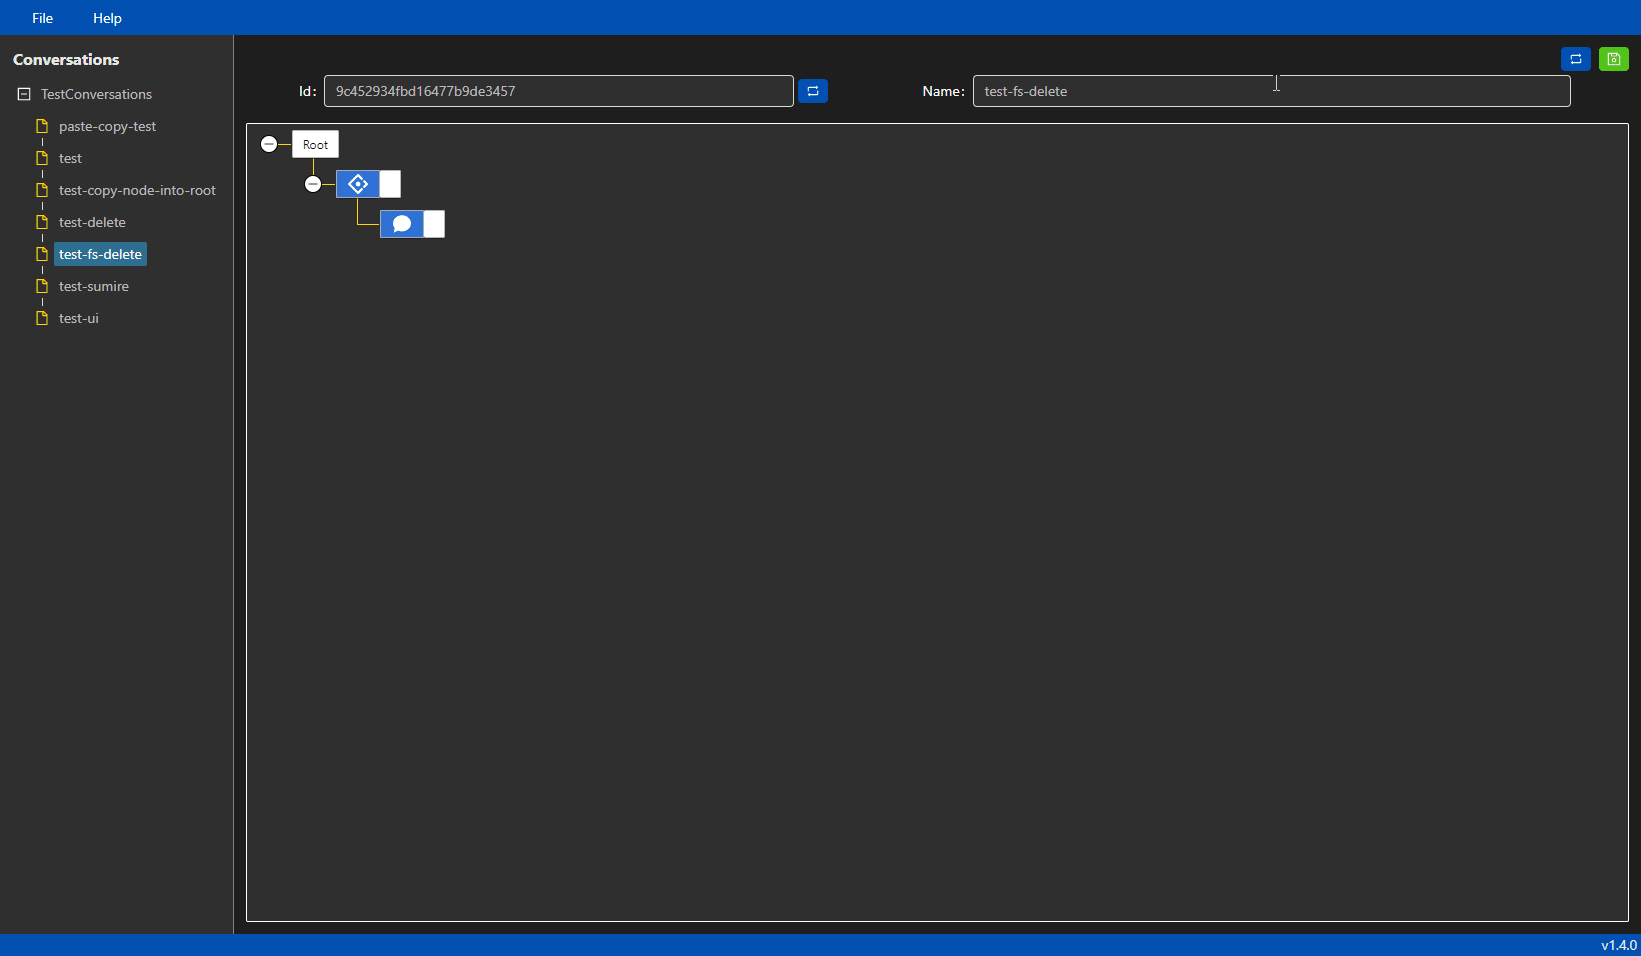 File Help
Conversations
TestConversations
paste-copy-test
test
test-copy-node-into-root
test-delete
test-fs-delete
test-sumire
test-ui
Id: 9c452934fbd16477b9de3457 Name: test-fs-delete
Root
v1.4.0